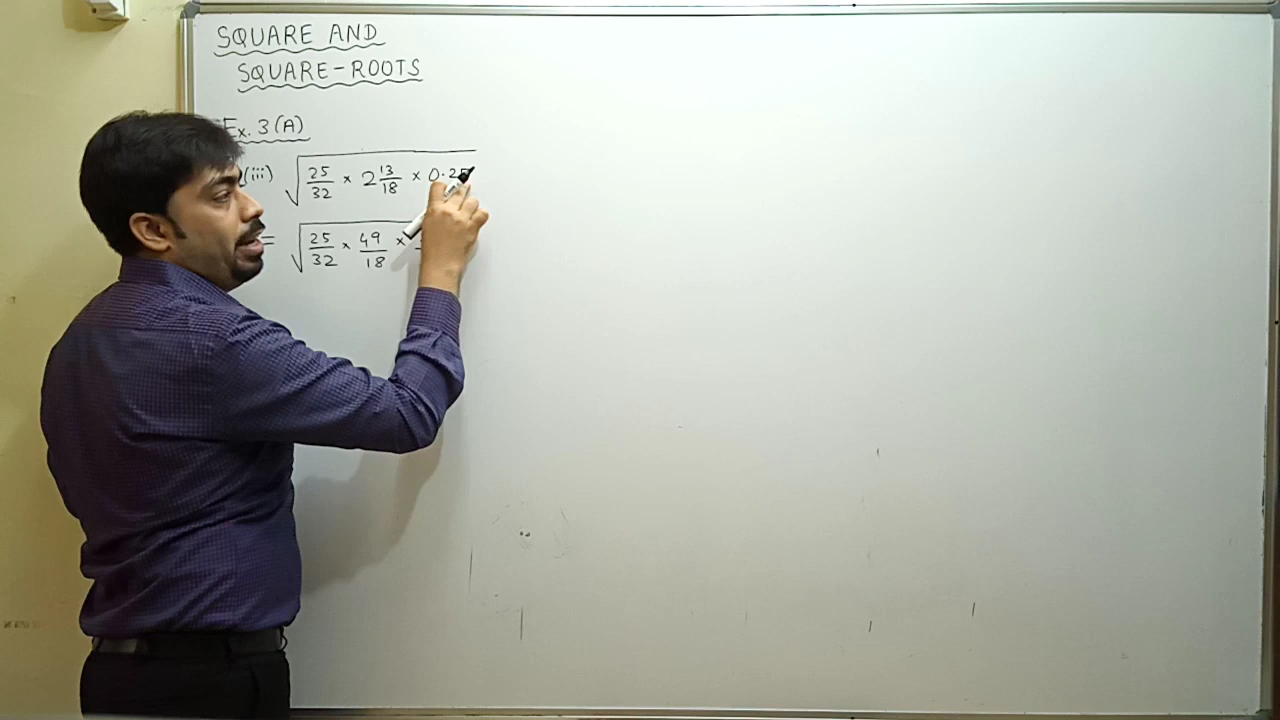 SQUARE AND
SQUARE-ROOTS
Ex. 3 (A)
(iii) √(25/32 × 2 13/18 × 0.25
= √(25/32 × 49/18 ×